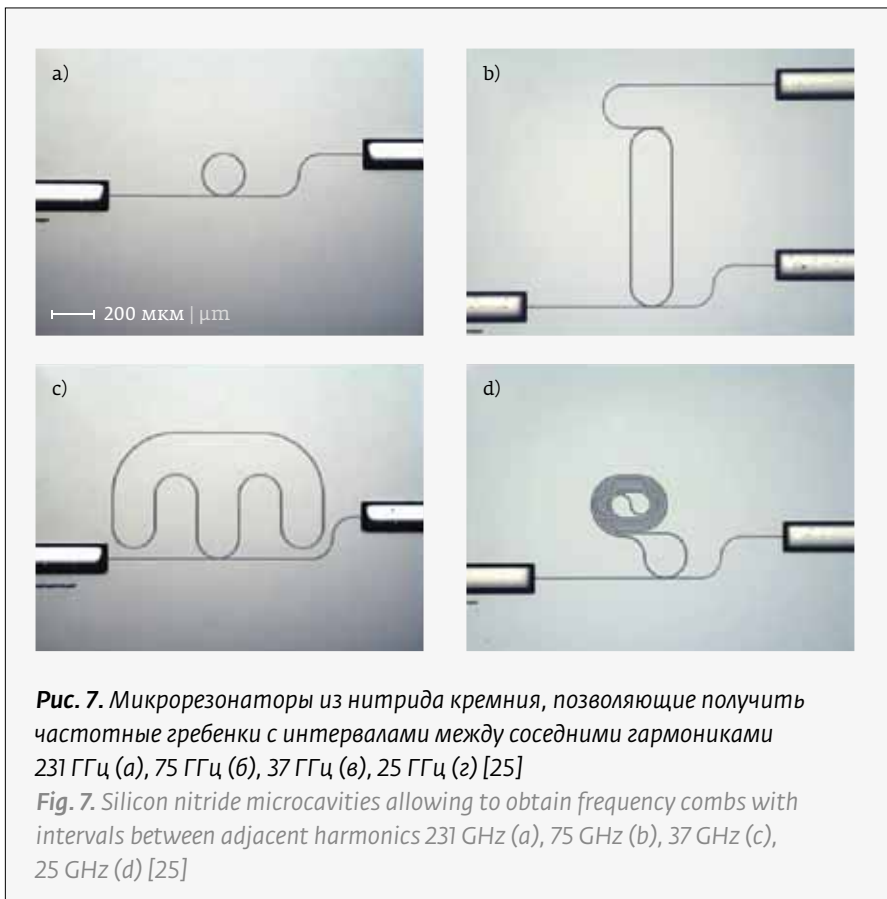 a)
b)
200 мкм | µm
c)
d)
Рис. 7. Микрорезонаторы из нитрида кремния, позволяющие получить
частотные гребенки с интервалами между соседними гармониками
231 ГГц (а), 75 ГГц (б), 37 ГГц (в), 25 ГГц (г) [25]
Fig. 7. Silicon nitride microcavities allowing to obtain frequency combs with
intervals between adjacent harmonics 231 GHz (a), 75 GHz (b), 37 GHz (c),
25 GHz (d) [25]